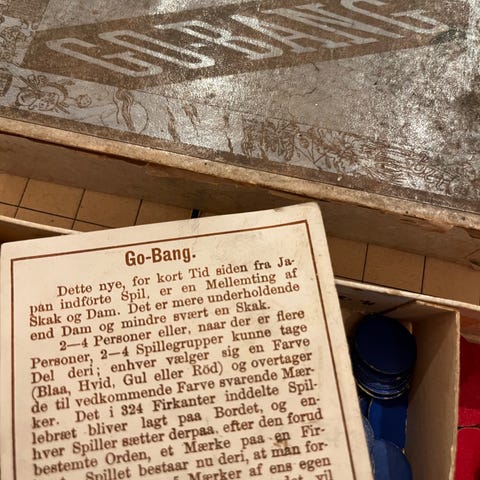 GO-BANG
Go-Bang.
Dette nye, for kort Tid siden fra Ja-
pan indförte Spil, er en Mellemting af
Skak og Dam. Det er mere underholdende
end Dam og mindre svært en Skak.
2—4 Personer eller, naar der er flere
Personer, 2—4 Spillegrupper kunne tage
Del deri; enhver vælger sig en Farve
(Blaa, Hvid, Gul eller Röd) og overtager
de til vedkommende Farve svarende Mær-
ker. Det i 324 Firkanter inddelte Spil-
lebræt bliver lagt paa Bordet, og en-
hver Spiller sætter derpaa, efter den forud
bestemte Orden, et Mærke paa en Fir-
Spillet bestaar nu deri, at man for-
5 Mærker af ens egen
vil